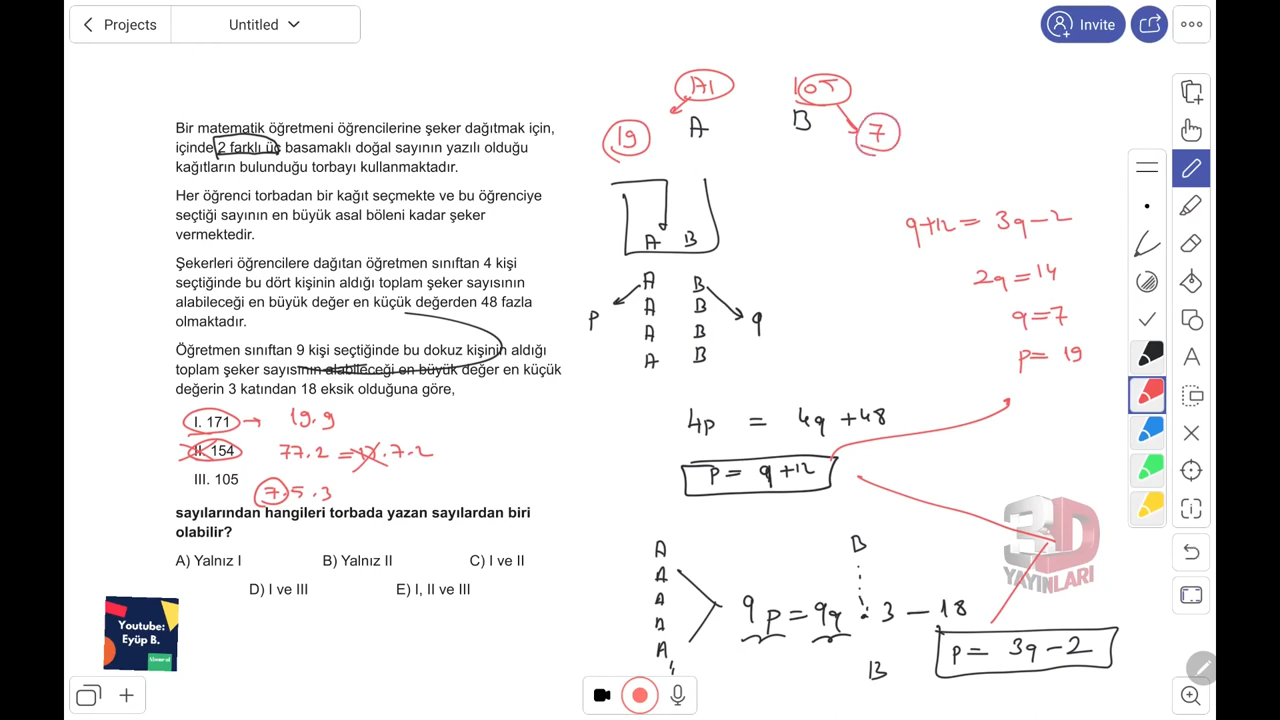 Projects
Untitled
Invite
Bir matematik öğretmeni öğrencilerine şeker dağıtmak için,
içinde 2 farklı üç basamaklı doğal sayının yazılı olduğu
kağıtların bulunduğu torbayı kullanmaktadır.
Her öğrenci torbadan bir kağıt seçmekte ve bu öğrenciye
seçtiği sayının en büyük asal böleni kadar şeker
vermektedir.
Şekerleri öğrencilere dağıtan öğretmen sınıftan 4 kişi
seçtiğinde bu dört kişinin aldığı toplam şeker sayısının
alabileceği en büyük değer en küçük değerden 48 fazla
olmaktadır.
Öğretmen sınıftan 9 kişi seçtiğinde bu dokuz kişinin aldığı
toplam şeker sayısının alabileceği en büyük değer en küçük
değerin 3 katından 18 eksik olduğuna göre,
I. 171 → 19.9
II. 154 77.2 = 11.7.2
III. 105
7.5.3
sayılarından hangileri torbada yazan sayılardan biri
olabilir?
A) Yalnız I B) Yalnız II C) I ve II
D) I ve III E) I, II ve III
Youtube:
Eyüp B.
A1 105
19 A B 7
A B
A B
p A B q
A B
A B
4p = 4q + 48
p = q + 12
q + 12 = 3q - 2
2q = 14
q = 7
p = 19
A B
A
A 9p = 9q . 3 - 18
A
A B
p = 3q - 2
3D
YAYINLARI
A